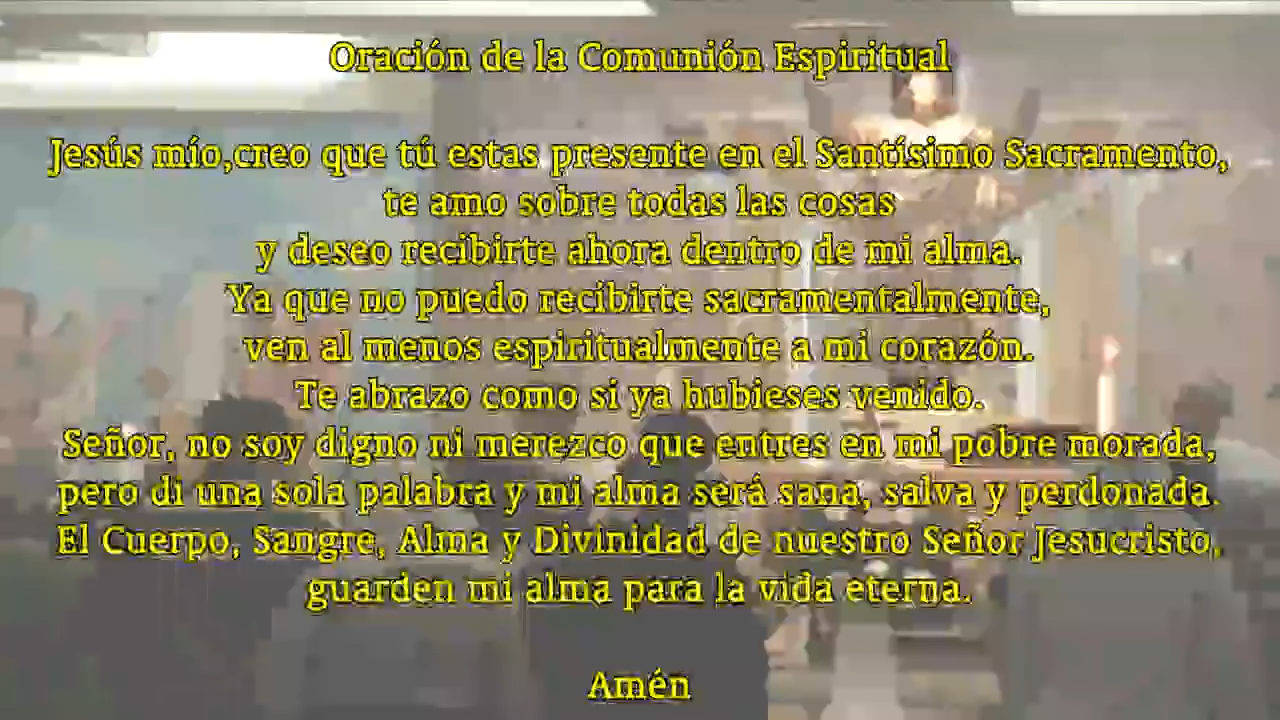 Oración de la Comunión Espiritual
Jesús mío,creo que tú estas presente en el Santísimo Sacramento,
te amo sobre todas las cosas
y deseo recibirte ahora dentro de mi alma.
Ya que no puedo recibirte sacramentalmente,
ven al menos espiritualmente a mi corazón.
Te abrazo como si ya hubieses venido.
Señor, no soy digno ni merezco que entres en mi pobre morada,
pero di una sola palabra y mi alma será sana, salva y perdonada.
El Cuerpo, Sangre, Alma y Divinidad de nuestro Señor Jesucristo,
guarden mi alma para la vida eterna.
Amén